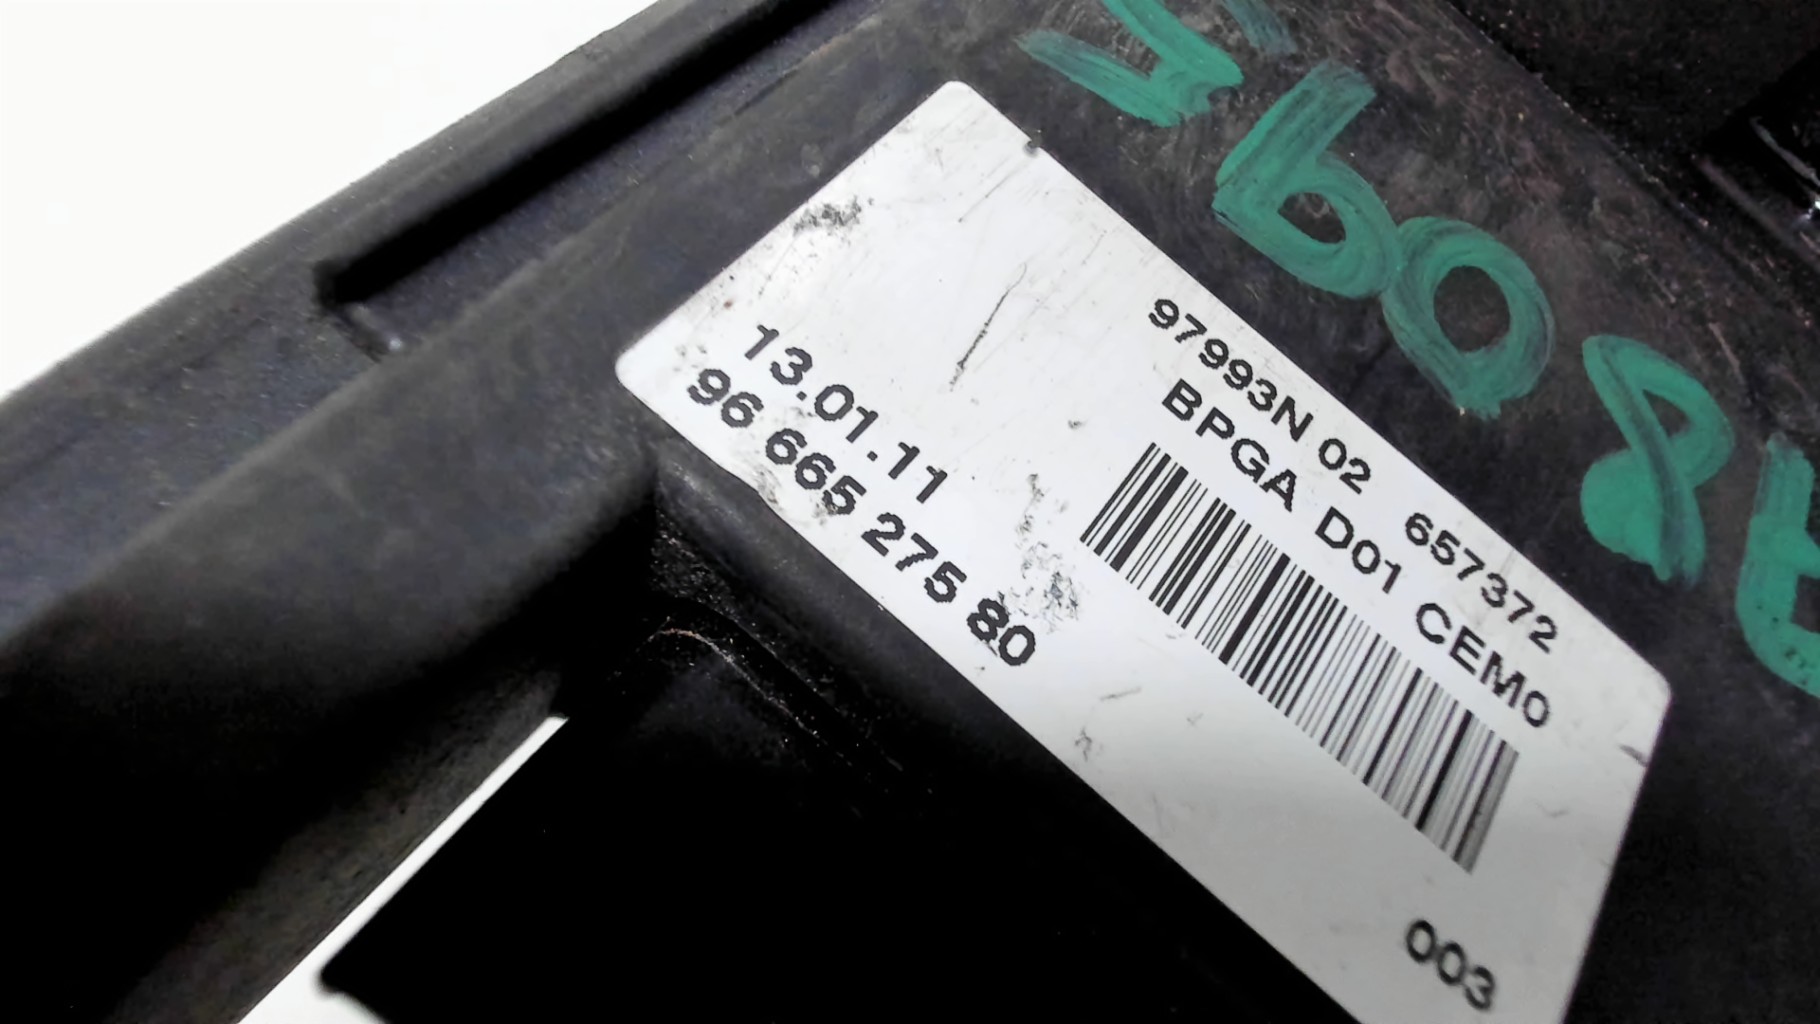 97993N 02 657372
BPGA D01 CEM0
13.01.11
96 665 275 80
003